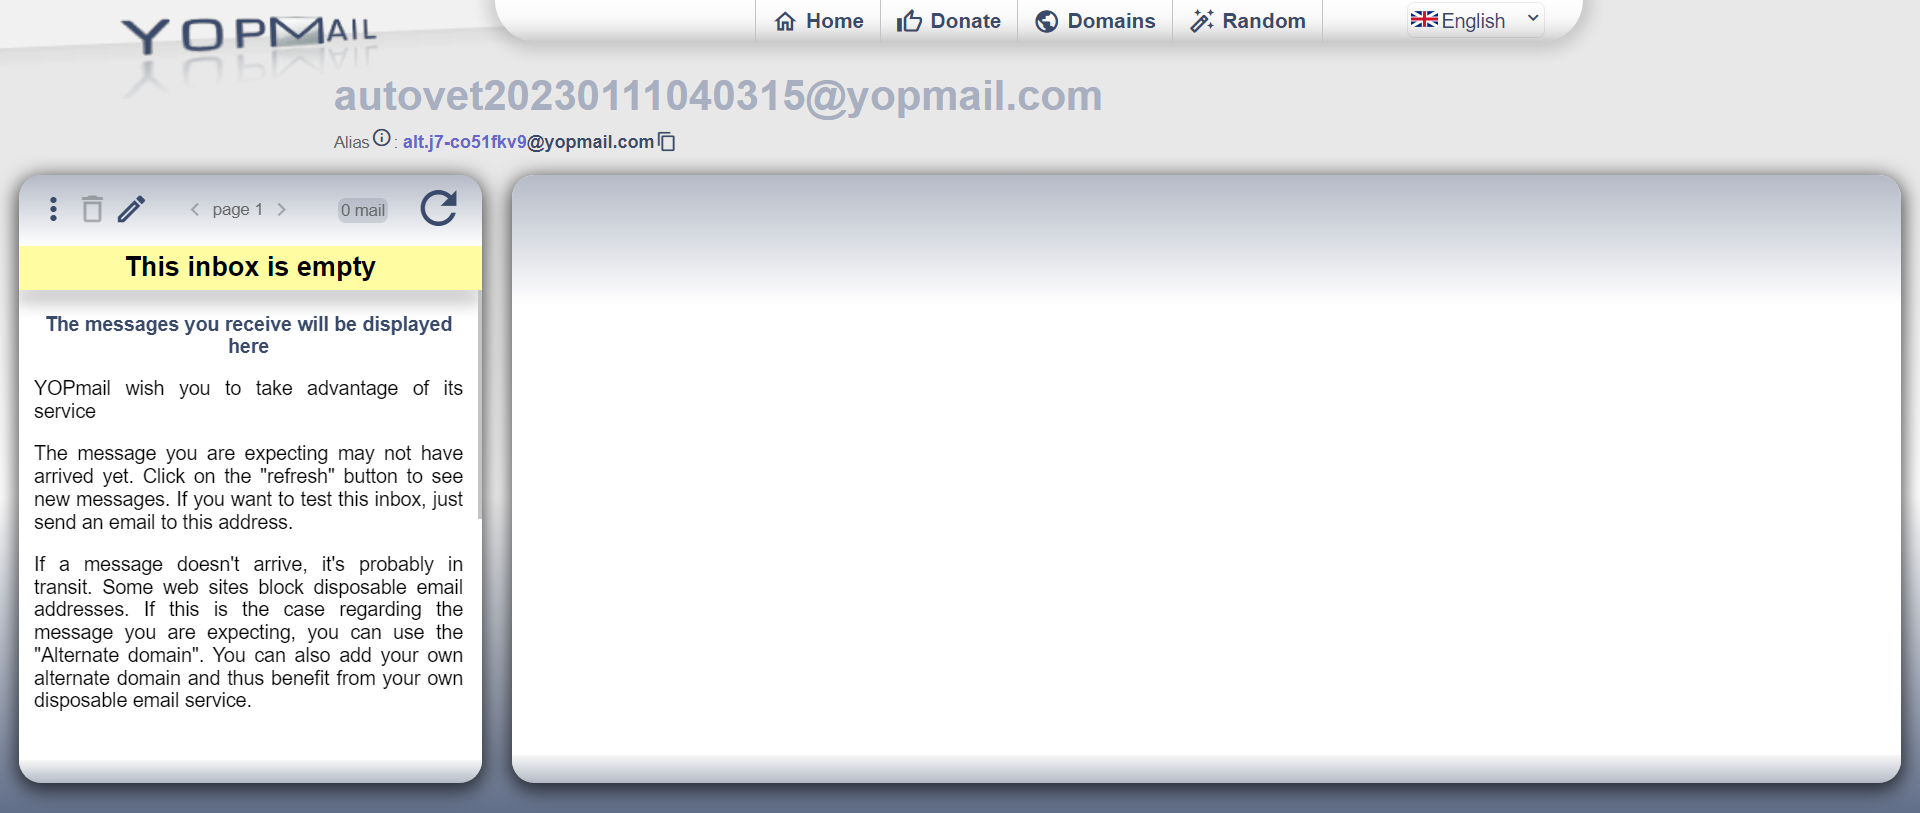 YOPMAIL
Home Donate Domains Random English
autovet20230111040315@yopmail.com
Alias : alt.j7-co51fkv9@yopmail.com
page 1 0 mail
This inbox is empty
The messages you receive will be displayed
here
YOPmail wish you to take advantage of its
service
The message you are expecting may not have
arrived yet. Click on the "refresh" button to see
new messages. If you want to test this inbox, just
send an email to this address.
If a message doesn't arrive, it's probably in
transit. Some web sites block disposable email
addresses. If this is the case regarding the
message you are expecting, you can use the
"Alternate domain". You can also add your own
alternate domain and thus benefit from your own
disposable email service.